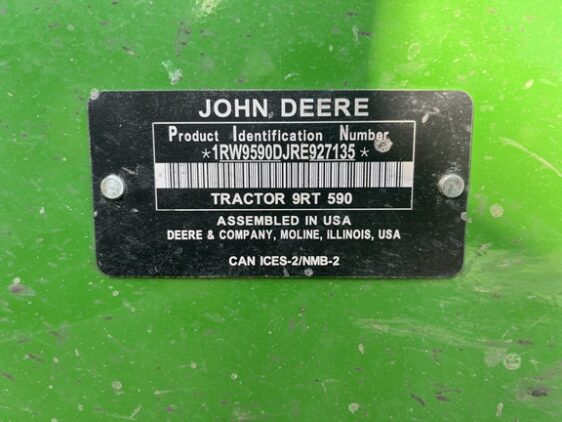 JOHN DEERE
Product Identification Number
*1RW9590DJRE927135*
TRACTOR 9RT 590
ASSEMBLED IN USA
DEERE & COMPANY, MOLINE, ILLINOIS, USA
CAN ICES-2/NMB-2